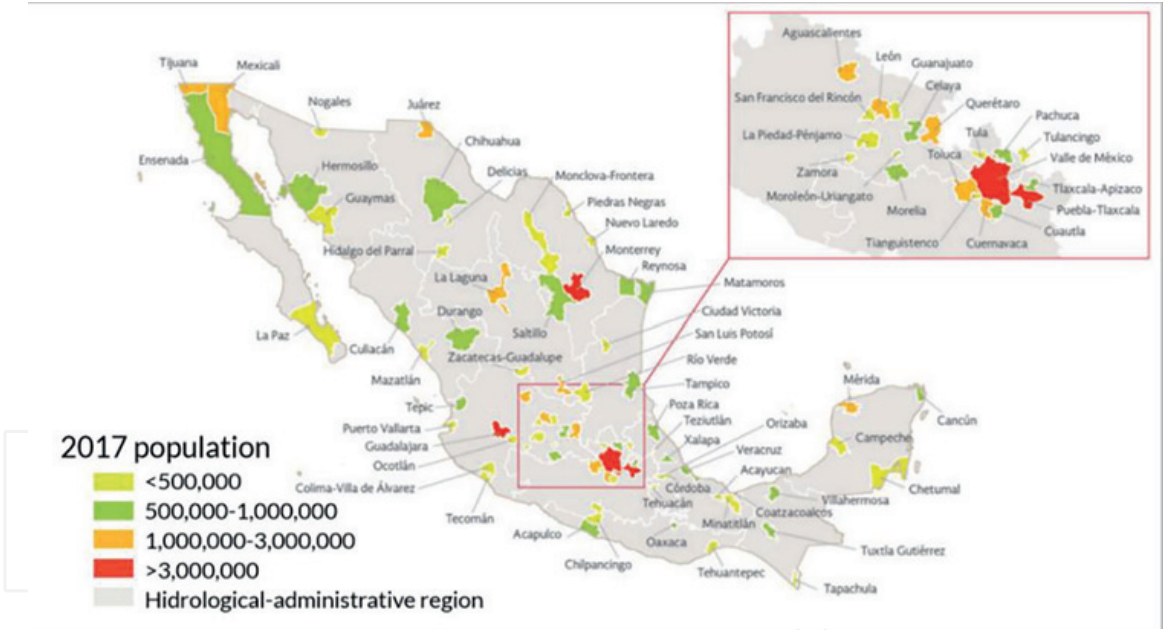 Tijuana
Mexicali
Nogales
Juárez
Chihuahua
Ensenada
Hermosillo
Delicias
Monclova-Frontera
Guaymas
Piedras Negras
Nuevo Laredo
Hidalgo del Parral
Monterrey
Reynosa
La Laguna
Matamoros
Durango
Ciudad Victoria
La Paz
Culiacán
Saltillo
San Luis Potosí
Zacatecas-Guadalupe
Río Verde
Mazatlán
Tampico
Mérida
Tepic
Poza Rica
Puerto Vallarta
Teziutlán
Orizaba
Cancún
Guadalajara
Xalapa
Veracruz
Campeche
Ocotlán
Acayucan
Colima-Villa de Álvarez
Córdoba
Villahermosa
Chetumal
Tehuacán
Coatzacoalcos
Tecomán
Minatitlán
Acapulco
Oaxaca
Tuxtla Gutiérrez
Chilpancingo
Tehuantepec
Tapachula
Aguascalientes
León
Guanajuato
Celaya
San Francisco del Rincón
Querétaro
Pachuca
La Piedad-Pénjamo
Tula
Tulancingo
Toluca
Valle de México
Zamora
Tlaxcala-Apizaco
Moroleón-Uriangato
Morelia
Puebla-Tlaxcala
Cuautla
Tianguistenco
Cuernavaca
2017 population
<500,000
500,000-1,000,000
1,000,000-3,000,000
>3,000,000
Hidrológical-administrative region